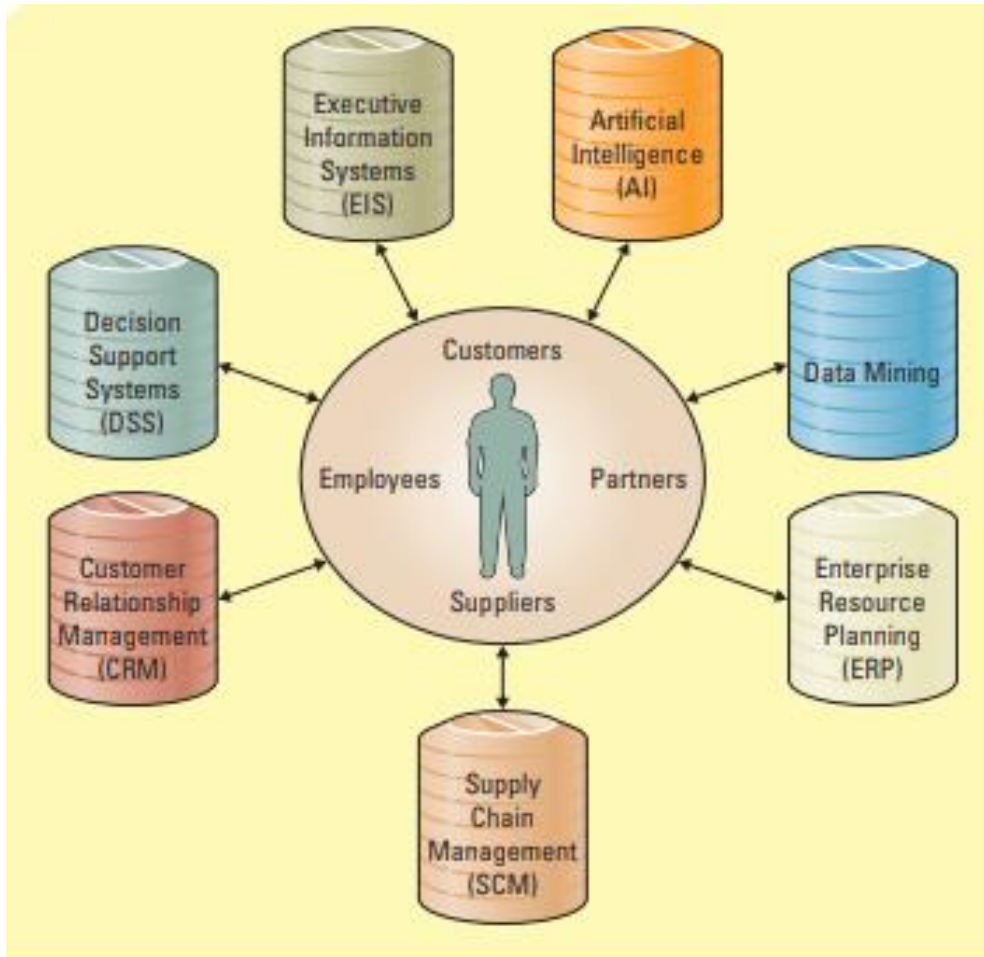 Executive
Information
Systems
(EIS)
Artificial
Intelligence
(AI)
Decision
Support
Systems
(DSS)
Customers
Data Mining
Employees
Partners
Customer
Relationship
Management
(CRM)
Suppliers
Enterprise
Resource
Planning
(ERP)
Supply
Chain
Management
(SCM)